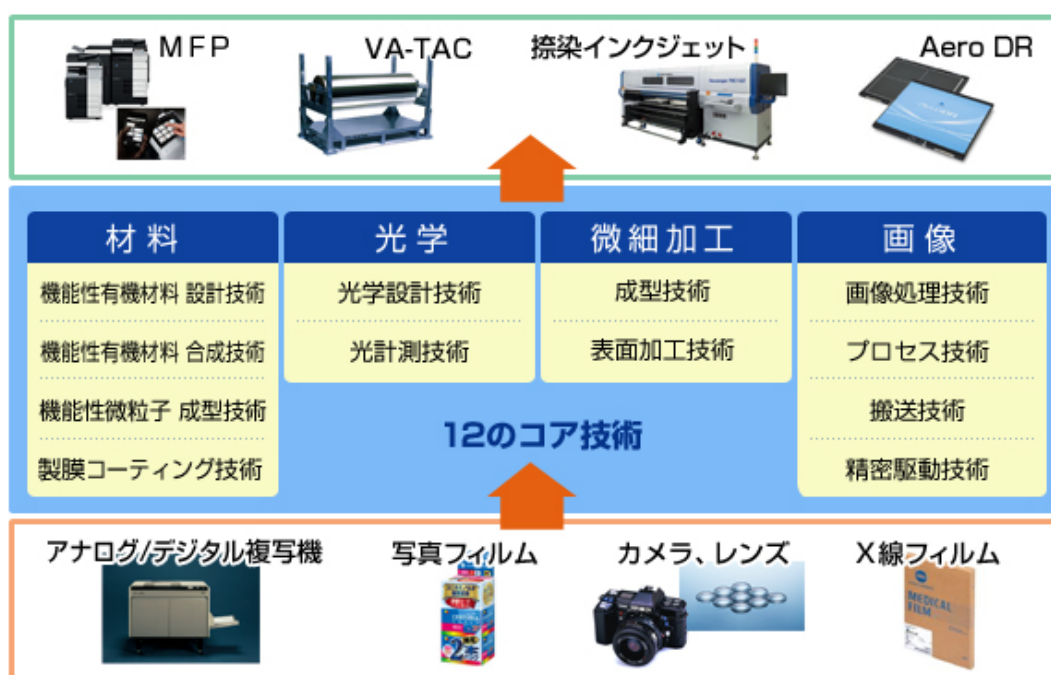 MFP
VA-TAC
捺染インクジェット
Aero DR
材料
光学
微細加工
画像
機能性有機材料 設計技術
光学設計技術
成型技術
画像処理技術
機能性有機材料 合成技術
光計測技術
表面加工技術
プロセス技術
機能性微粒子 成型技術
搬送技術
12のコア技術
製膜コーティング技術
精密駆動技術
アナログ/デジタル複写機
写真フィルム
カメラ、レンズ
X線フィルム
2本
MEDICAL
FILM